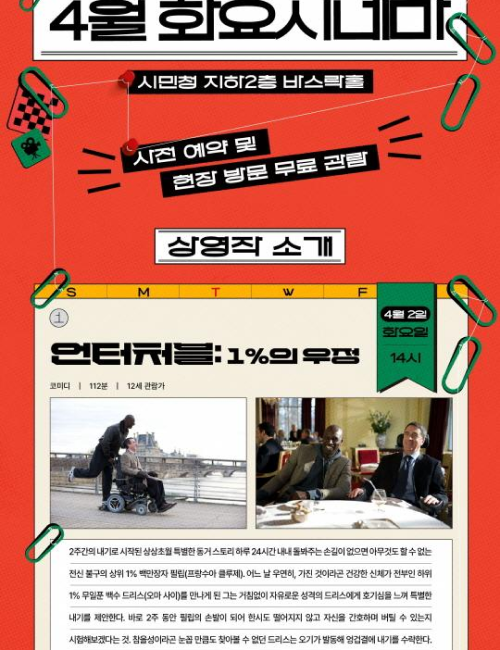 4월 화요시네마
시민청 지하2층 바스락홀
사전 예약 및
현장 방문 무료 관람
상영작 소개
S M T W F
4월 2일
화요일
14시
1
언터처블: 1%의 우정
코미디 | 112분 | 12세 관람가
2주간의 내기로 시작된 상상초월 특별한 동거 스토리 하루 24시간 내내 돌봐주는 손길이 없으면 아무것도 할 수 없는
전신 불구의 상위 1% 백만장자 필립(프랑수아 클루제). 어느 날 우연히, 가진 것이라곤 건강한 신체가 전부인 하위
1% 무일푼 백수 드리스(오마 사이)를 만나게 된 그는 거침없이 자유로운 성격의 드리스에게 호기심을 느껴 특별한
내기를 제안한다. 바로 2주 동안 필립의 손발이 되어 한시도 떨어지지 않고 자신을 간호하며 버틸 수 있는지
시험해보겠다는 것. 참을성이라곤 눈꼽 만큼도 찾아볼 수 없던 드리스는 오기가 발동해 엉겁결에 내기를 수락한다.